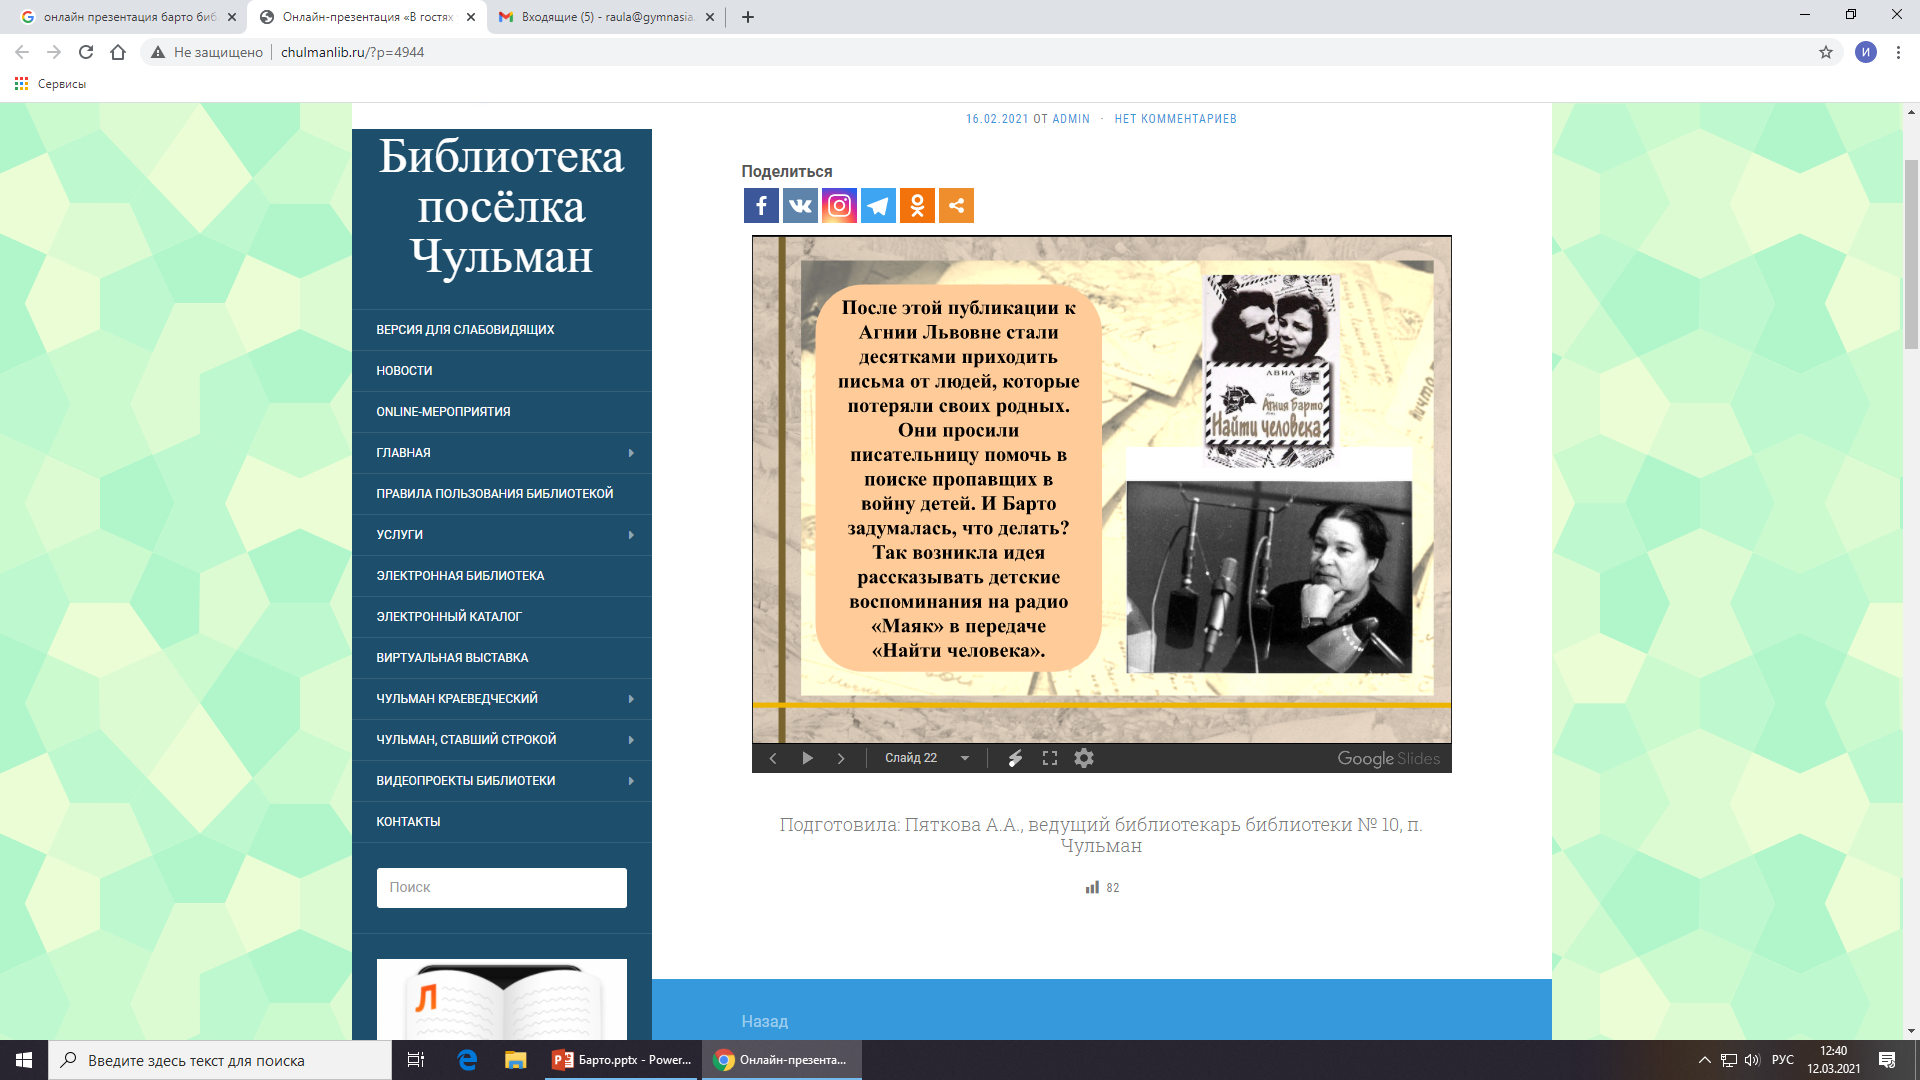 онлайн презентация барто биб
Онлайн-презентация «В гостях
Входящие (5) - raula@gymnasia.
Не защищено
chulmanlib.ru/?p=4944
И
Сервисы
16.02.2021 ОТ ADMIN · НЕТ КОММЕНТАРИЕВ
Библиотека
посёлка
Чульман
ВЕРСИЯ ДЛЯ СЛАБОВИДЯЩИХ
НОВОСТИ
ONLINE-МЕРОПРИЯТИЯ
ГЛАВНАЯ
ПРАВИЛА ПОЛЬЗОВАНИЯ БИБЛИОТЕКОЙ
УСЛУГИ
ЭЛЕКТРОННАЯ БИБЛИОТЕКА
ЭЛЕКТРОННЫЙ КАТАЛОГ
ВИРТУАЛЬНАЯ ВЫСТАВКА
ЧУЛЬМАН КРАЕВЕДЧЕСКИЙ
ЧУЛЬМАН, СТАВШИЙ СТРОКОЙ
ВИДЕОПРОЕКТЫ БИБЛИОТЕКИ
КОНТАКТЫ
Поиск
Л
Поделиться
После этой публикации к
Агнии Львовне стали
десятками приходить
письма от людей, которые
потеряли своих родных.
Они просили
писательницу помочь в
поиске пропавших в
войну детей. И Барто
задумалась, что делать?
Так возникла идея
рассказывать детские
воспоминания на радио
«Маяк» в передаче
«Найти человека».
АВИА
Агния Барто
Найти человека
Слайд 22
Google Slides
Подготовила: Пяткова А.А., ведущий библиотекарь библиотеки № 10, п.
Чульман
82
Назад
Введите здесь текст для поиска
Барто.pptx - Power...
Онлайн-презента...
РУС
12:40
12.03.2021